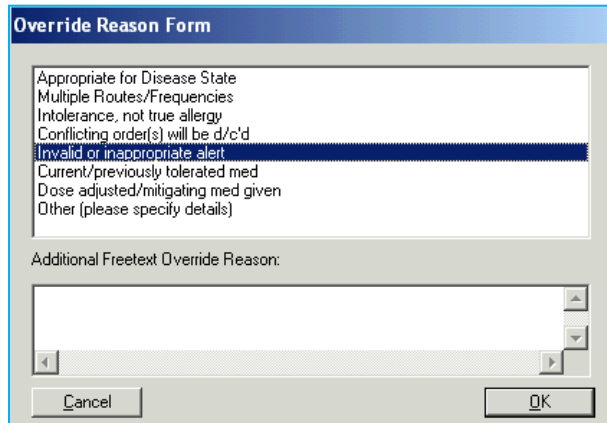 Override Reason Form
Appropriate for Disease State
Multiple Routes/Frequencies
Intolerance, not true allergy
Conflicting order(s) will be d/c'd
Invalid or inappropriate alert
Current/previously tolerated med
Dose adjusted/mitigating med given
Other (please specify details)
Additional Freetext Override Reason:
Cancel OK